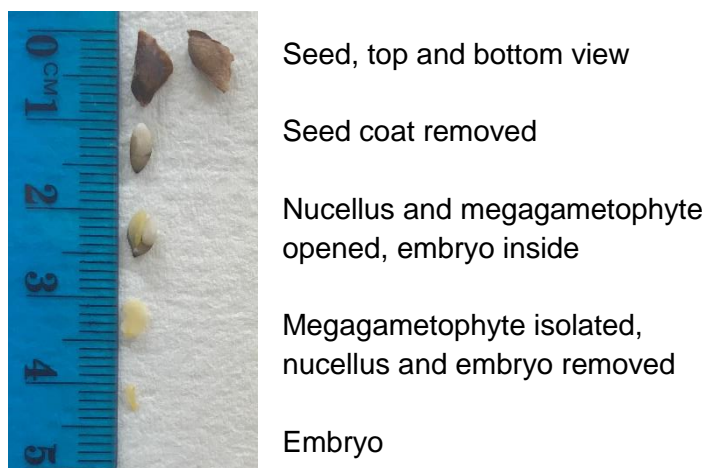 0
CM
1
2
3
4
5
Seed, top and bottom view
Seed coat removed
Nucellus and megagametophyte
opened, embryo inside
Megagametophyte isolated,
nucellus and embryo removed
Embryo